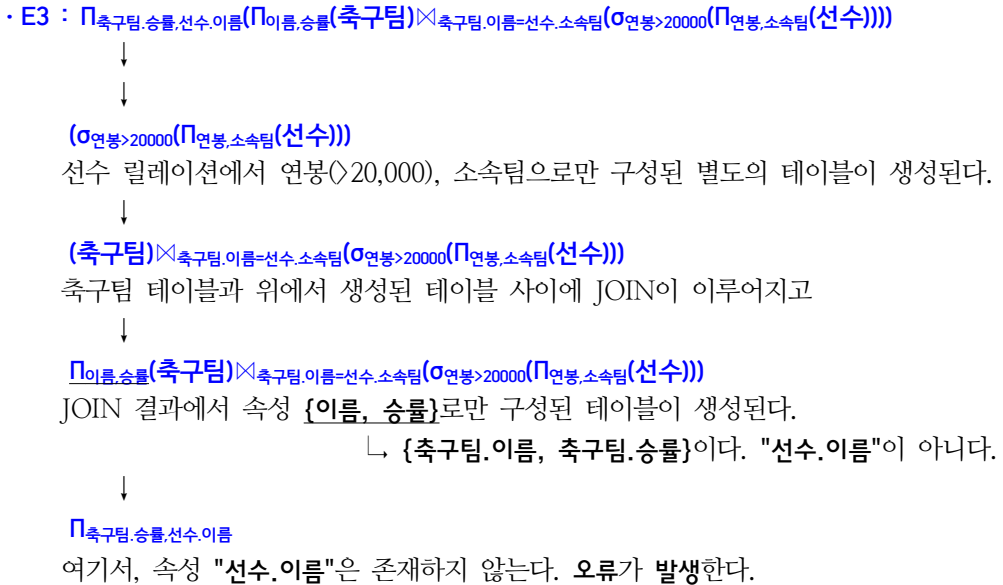 · E3 : Π축구팀.승률,선수.이름(Π이름,승률(축구팀)⋈축구팀.이름=선수.소속팀(σ연봉>20000(Π연봉,소속팀(선수))))
↓
↓
(σ연봉>20000(Π연봉,소속팀(선수)))
선수 릴레이션에서 연봉(>20,000), 소속팀으로만 구성된 별도의 테이블이 생성된다.
↓
(축구팀)⋈축구팀.이름=선수.소속팀(σ연봉>20000(Π연봉,소속팀(선수)))
축구팀 테이블과 위에서 생성된 테이블 사이에 JOIN이 이루어지고
↓
Π이름,승률(축구팀)⋈축구팀.이름=선수.소속팀(σ연봉>20000(Π연봉,소속팀(선수)))
JOIN 결과에서 속성 {이름, 승률}로만 구성된 테이블이 생성된다.
↳ {축구팀.이름, 축구팀.승률}이다. "선수.이름"이 아니다.
↓
Π축구팀.승률,선수.이름
여기서, 속성 "선수.이름"은 존재하지 않는다. 오류가 발생한다.